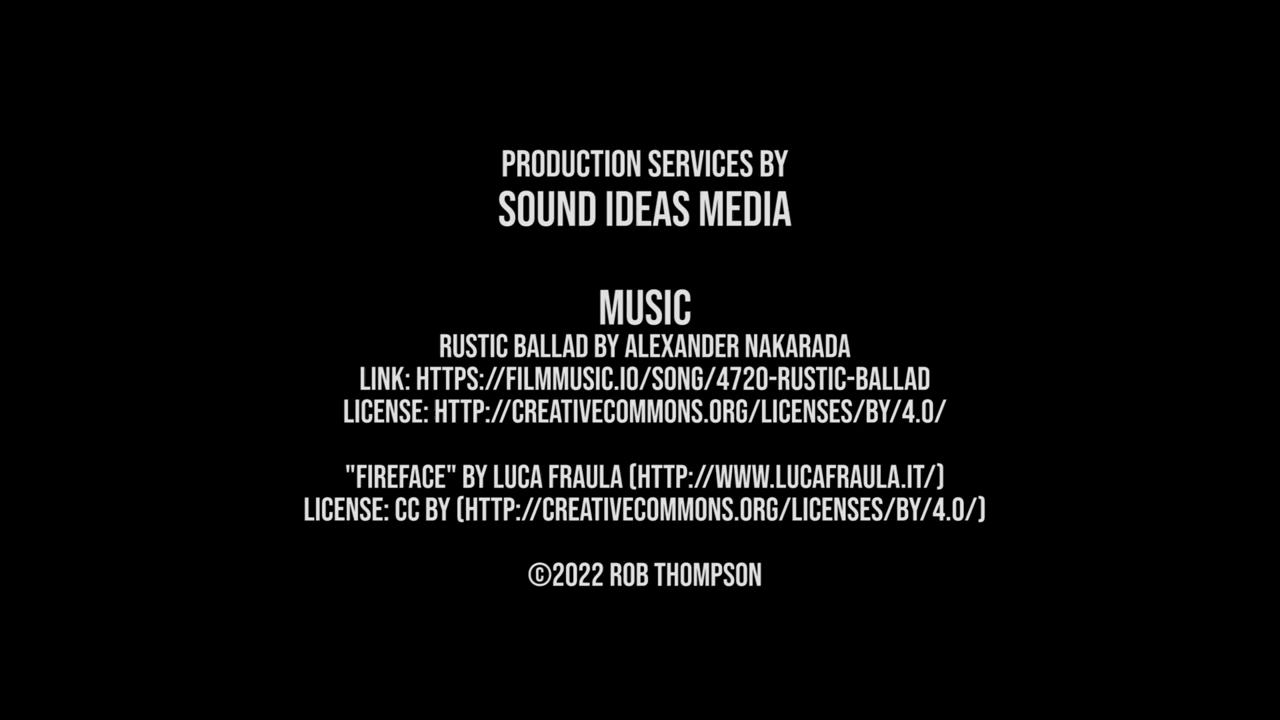 PRODUCTION SERVICES BY
SOUND IDEAS MEDIA
MUSIC
RUSTIC BALLAD BY ALEXANDER NAKARADA
LINK: HTTPS://FILMMUSIC.IO/SONG/4720-RUSTIC-BALLAD
LICENSE: HTTP://CREATIVECOMMONS.ORG/LICENSES/BY/4.0/
"FIREFACE" BY LUCA FRAULA (HTTP://WWW.LUCAFRAULA.IT/)
LICENSE: CC BY (HTTP://CREATIVECOMMONS.ORG/LICENSES/BY/4.0/)
©2022 ROB THOMPSON